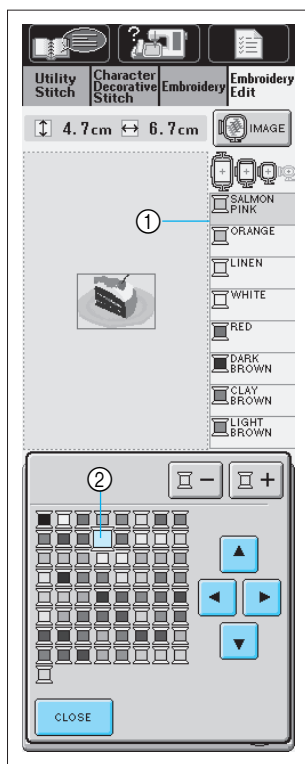 Utility
Stitch
Character
Decorative
Stitch
Embroidery
Embroidery
Edit
4.7cm 6.7cm
IMAGE
1
SALMON
PINK
ORANGE
LINEN
WHITE
RED
DARK
BROWN
CLAY
BROWN
LIGHT
BROWN
2
−
+
CLOSE